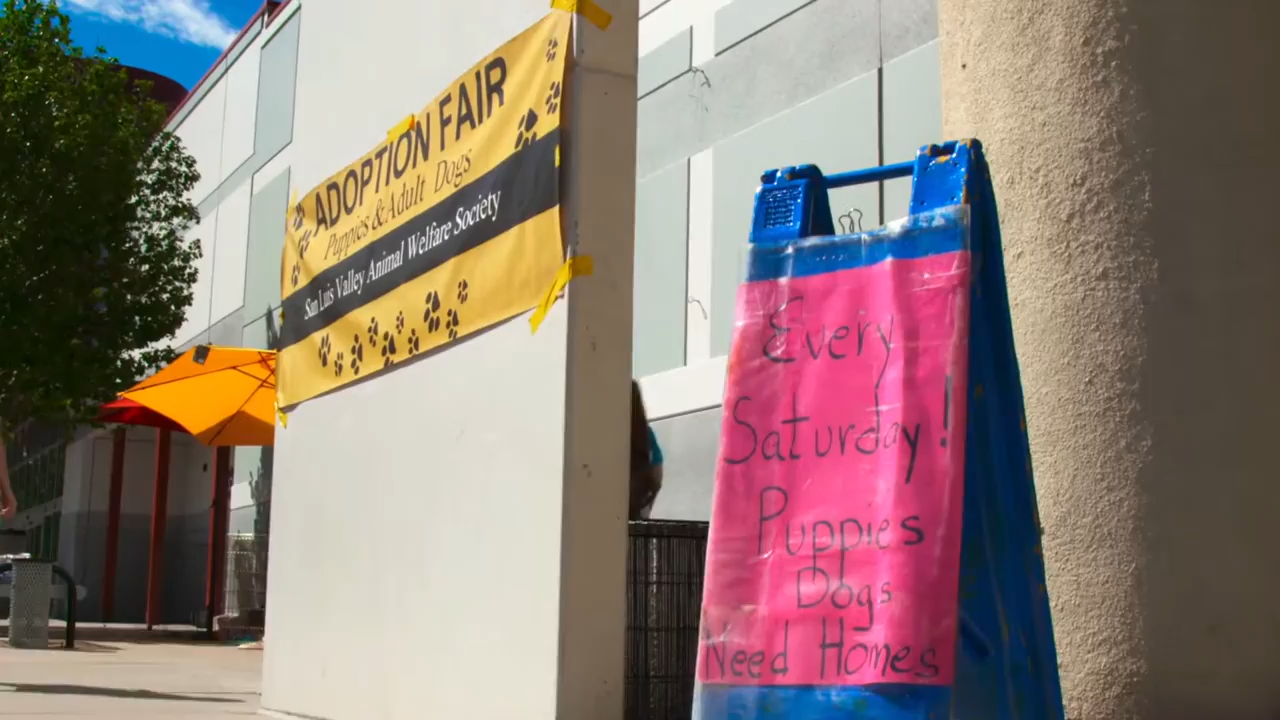 ADOPTION FAIR
Puppies & Adult Dogs
San Luis Valley Animal Welfare Society
Every
Saturday!
Puppies
Dogs
Need Homes